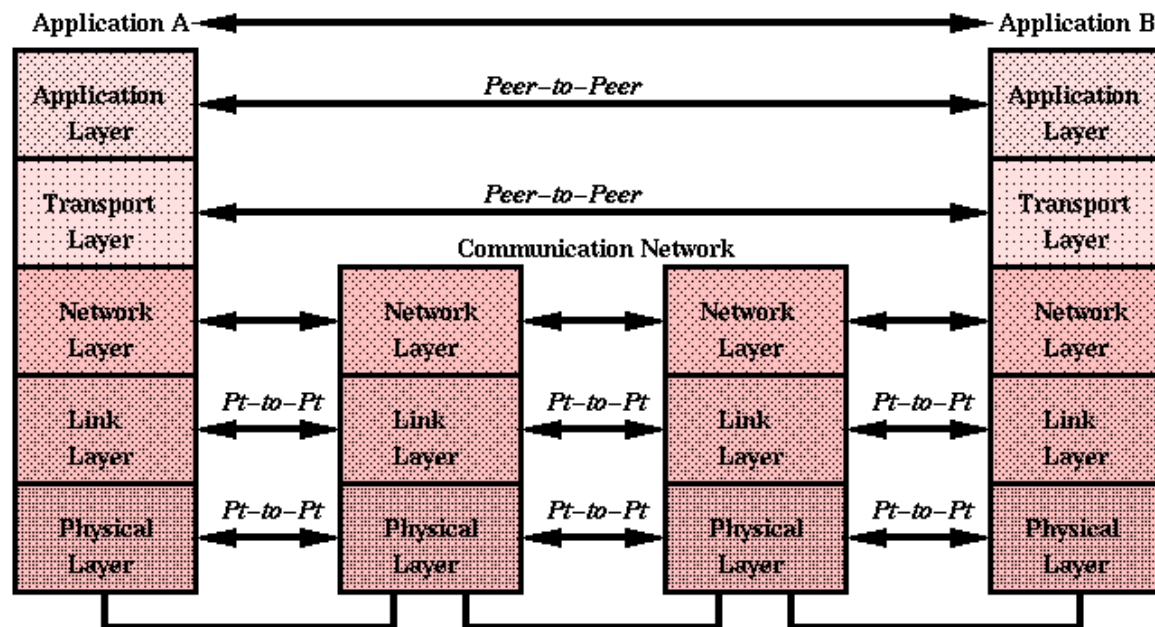 Application A
Application B
Peer-to-Peer
Application
Layer
Application
Layer
Peer-to-Peer
Transport
Layer
Transport
Layer
Communication Network
Network
Layer
Network
Layer
Network
Layer
Network
Layer
Pt-to-Pt
Pt-to-Pt
Pt-to-Pt
Link
Layer
Link
Layer
Link
Layer
Link
Layer
Pt-to-Pt
Pt-to-Pt
Pt-to-Pt
Physical
Layer
Physical
Layer
Physical
Layer
Physical
Layer